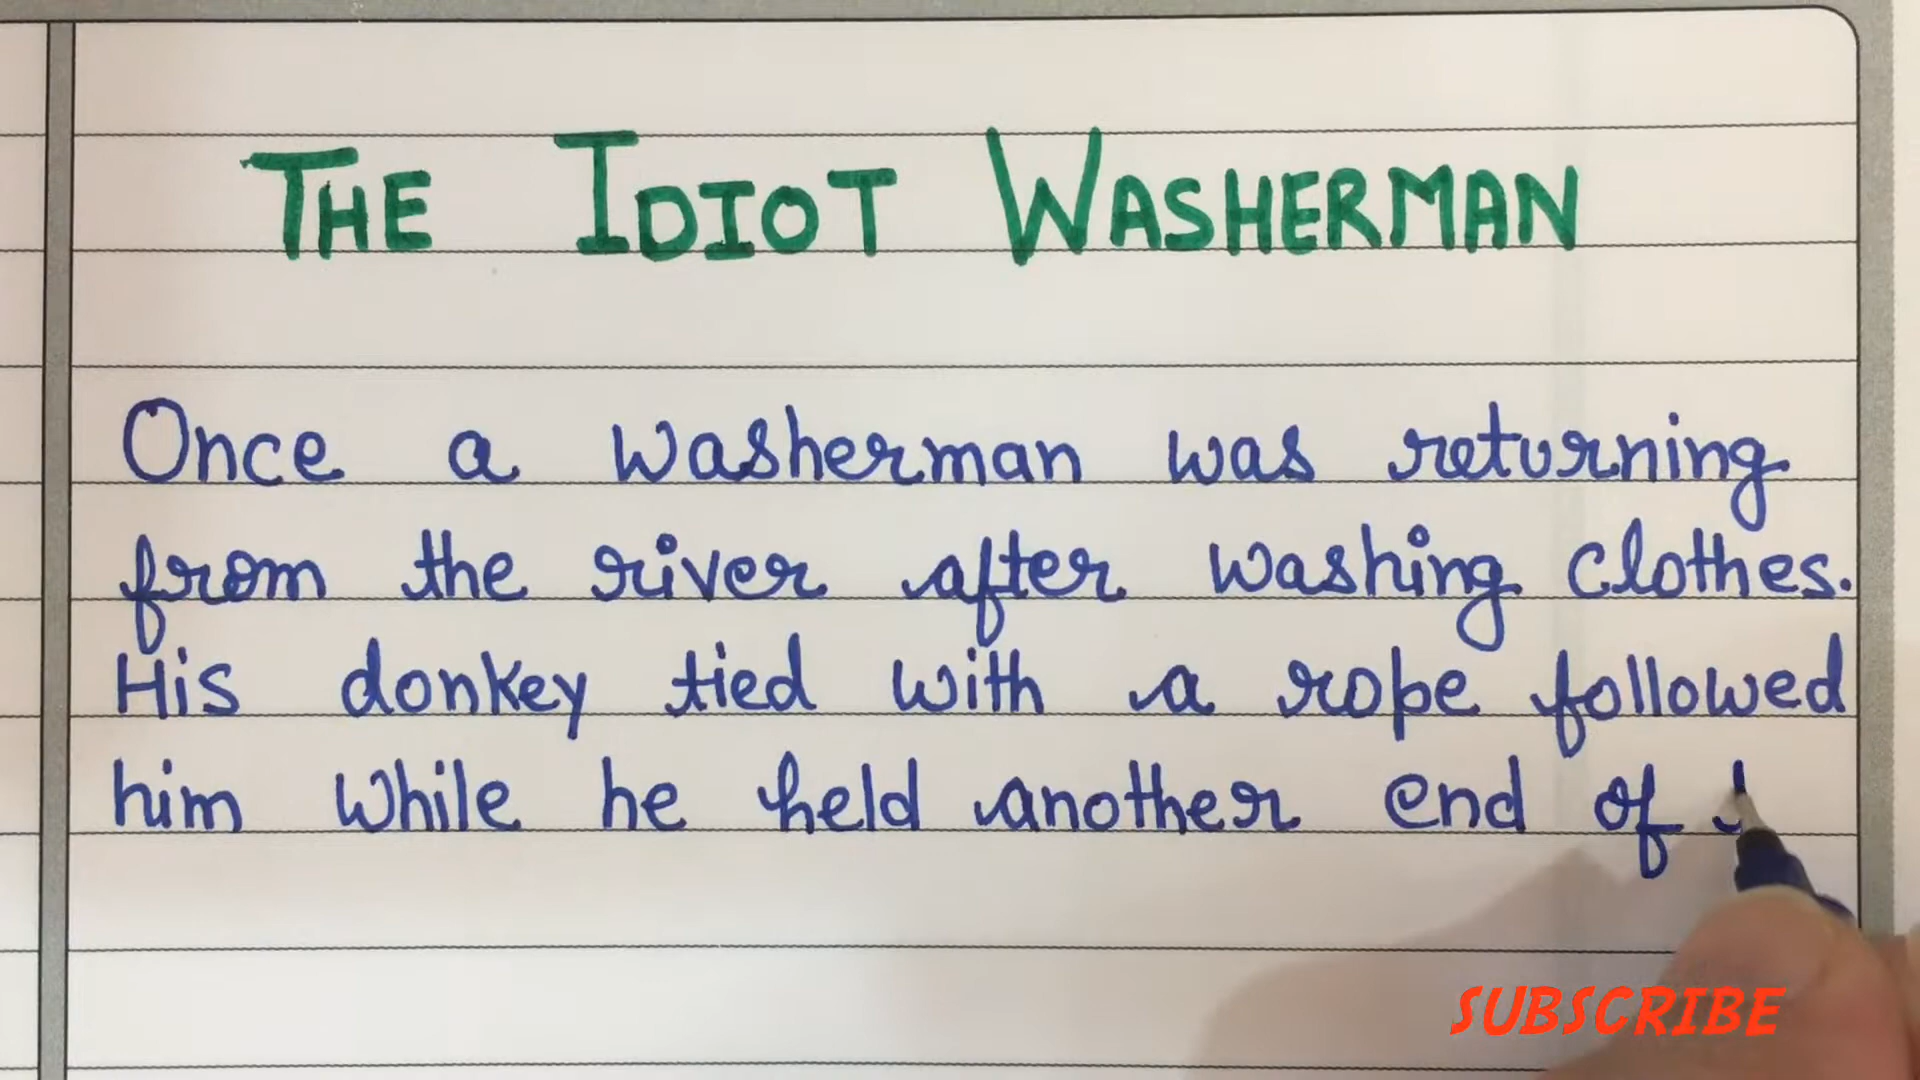 THE IDIOT WASHERMAN
Once a washerman was returning
from the river after washing clothes.
His donkey tied with a rope followed
him while he held another end of
SUBSCRIBE